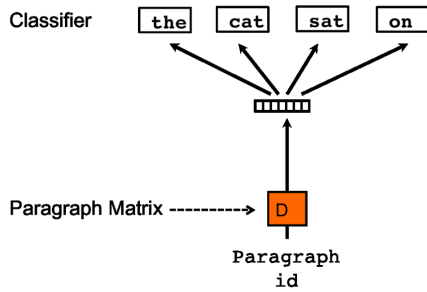 Classifier the cat sat on
Paragraph Matrix D
Paragraph
id